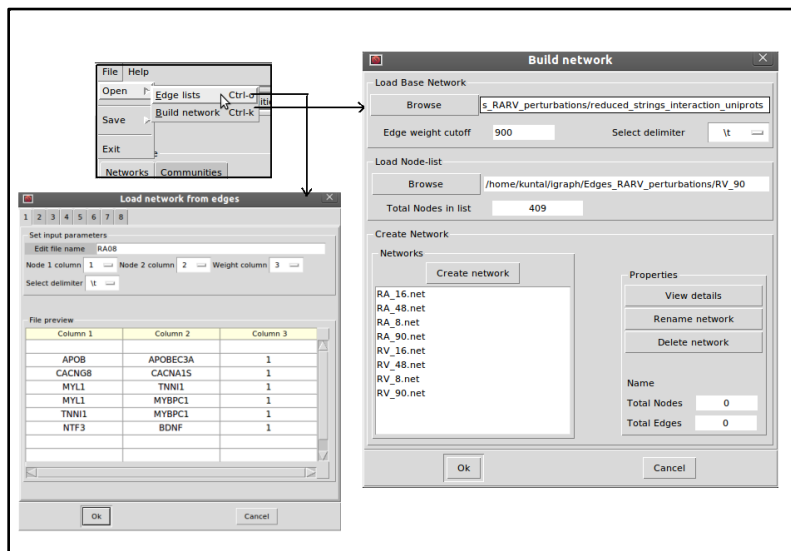 File Help
Open
Save
Exit
Edge lists Ctrl-o
Build network Ctrl-k
Networks Communities
Load network from edges
1 2 3 4 5 6 7 8
Set input parameters
Edit file name RA08
Node 1 column 1 Node 2 column 2 Weight column 3
Select delimiter \t
File preview
Column 1 Column 2 Column 3
APOB APOBEC3A 1
CACNG8 CACNA1S 1
MYL1 TNNI1 1
MYL1 MYBPC1 1
TNNI1 MYBPC1 1
NTF3 BDNF 1
Ok Cancel
Build network
Load Base Network
Browse s_RARV_perturbations/reduced_strings_interaction_uniprots
Edge weight cutoff 900 Select delimiter \t
Load Node-list
Browse /home/kuntal/igraph/Edges_RARV_perturbations/RV_90
Total Nodes in list 409
Create Network
Networks
Create network
RA_16.net
RA_48.net
RA_8.net
RA_90.net
RV_16.net
RV_48.net
RV_8.net
RV_90.net
Properties
View details
Rename network
Delete network
Name
Total Nodes 0
Total Edges 0
Ok Cancel